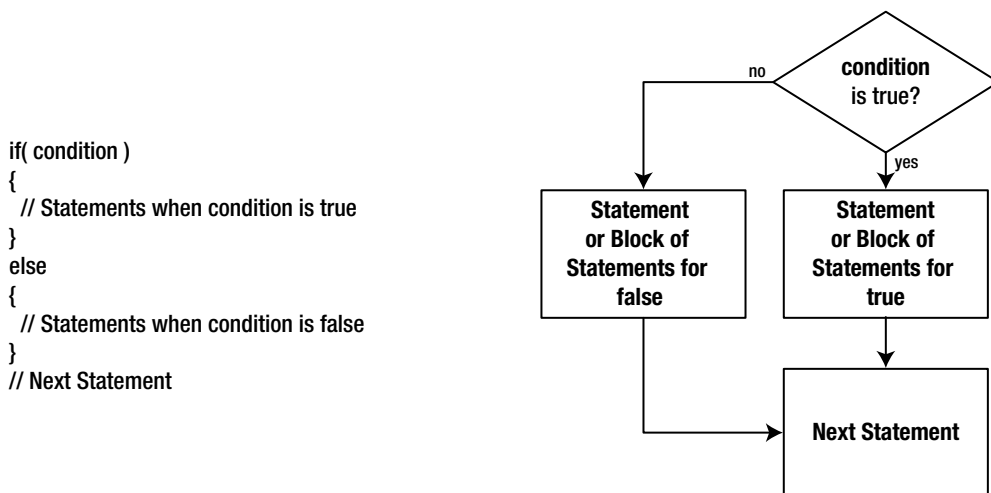 if( condition )
{
// Statements when condition is true
}
else
{
// Statements when condition is false
}
// Next Statement
condition
is true?
no
yes
Statement
or Block of
Statements for
false
Statement
or Block of
Statements for
true
Next Statement